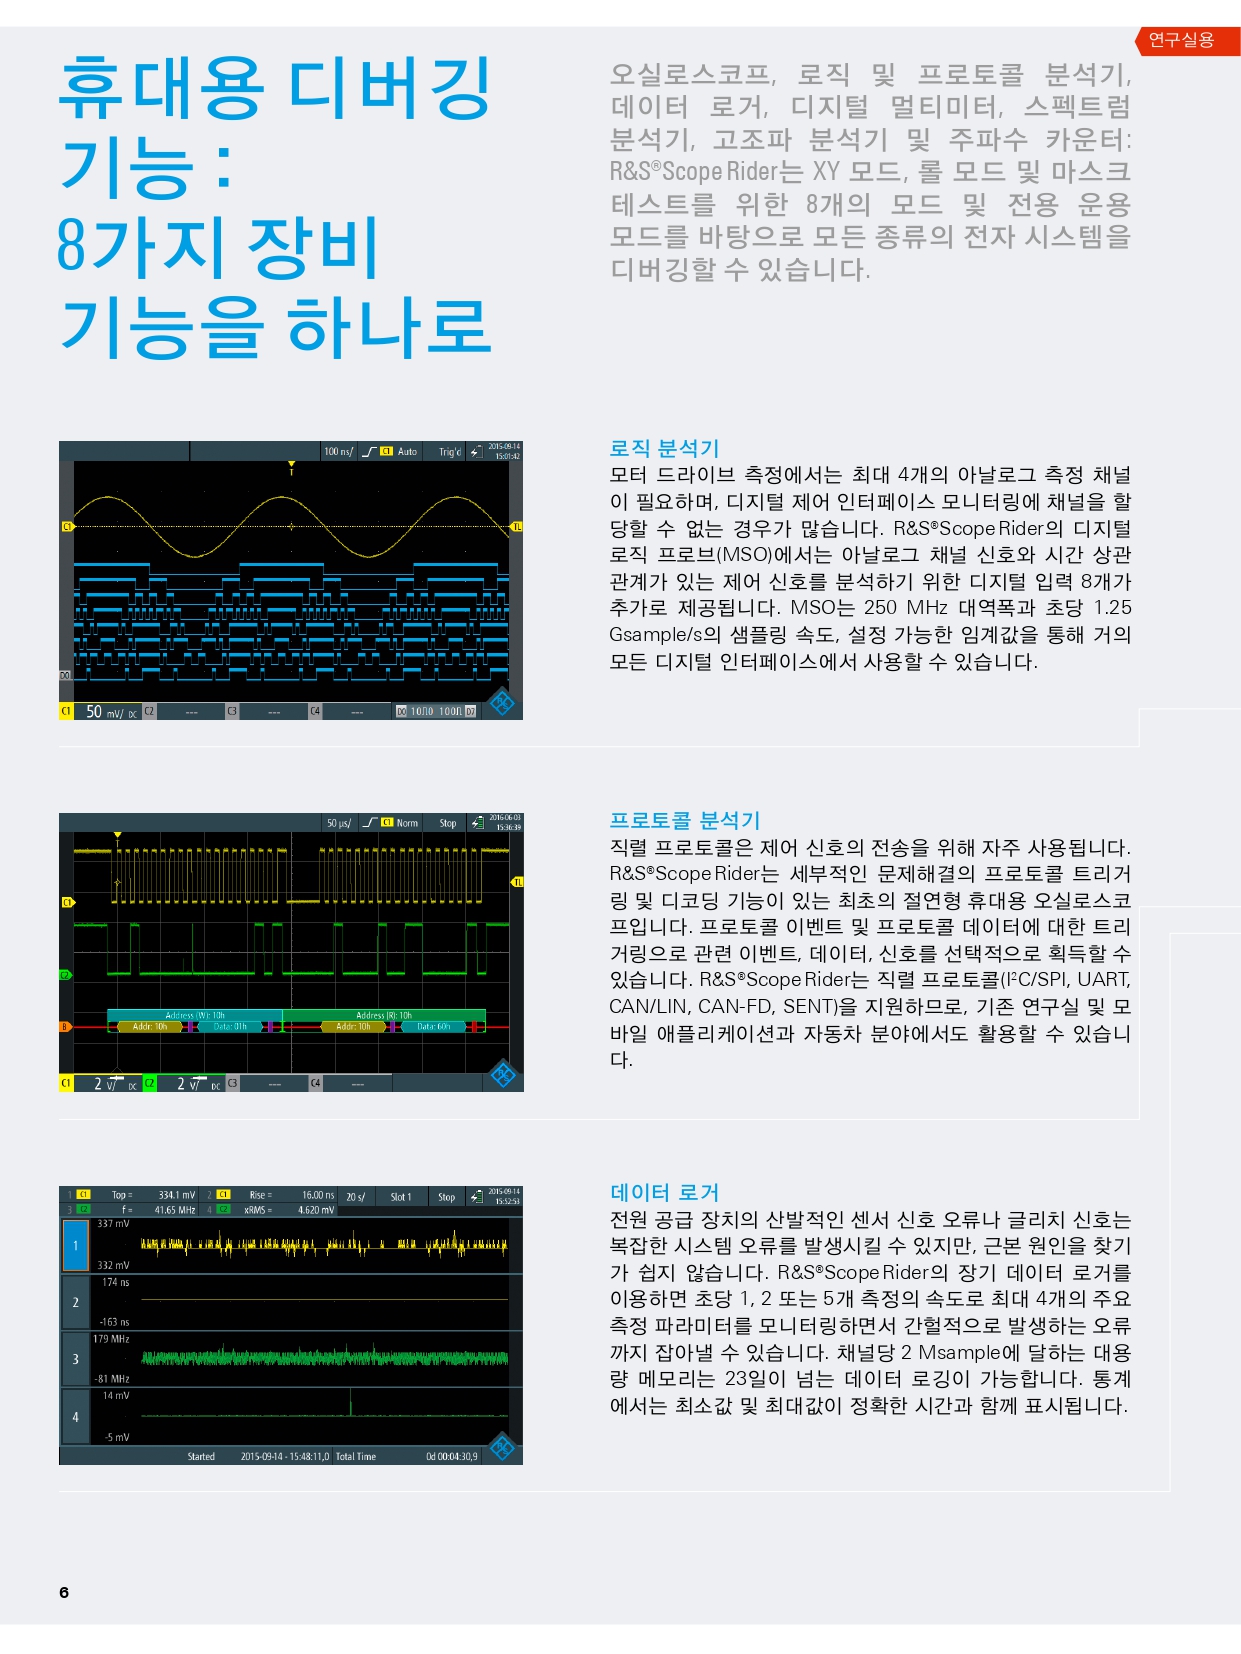 연구실용
휴대용 디버깅
기능 :
8가지 장비
기능을 하나로
오실로스코프, 로직 및 프로토콜 분석기,
데이터 로거, 디지털 멀티미터, 스펙트럼
분석기, 고조파 분석기 및 주파수 카운터:
R&S®Scope Rider는 XY 모드, 롤 모드 및 마스크
테스트를 위한 8개의 모드 및 전용 운용
모드를 바탕으로 모든 종류의 전자 시스템을
디버깅할 수 있습니다.
100 ns/ C1 Auto Trig'd 2015-09-14
15:01:42
T
C1 TL
D0
C1 50 mV/ DC C2 --- C3 --- C4 --- D0 10Π0 100Π D7
로직 분석기
모터 드라이브 측정에서는 최대 4개의 아날로그 측정 채널
이 필요하며, 디지털 제어 인터페이스 모니터링에 채널을 할
당할 수 없는 경우가 많습니다. R&S®Scope Rider의 디지털
로직 프로브(MSO)에서는 아날로그 채널 신호와 시간 상관
관계가 있는 제어 신호를 분석하기 위한 디지털 입력 8개가
추가로 제공됩니다. MSO는 250 MHz 대역폭과 초당 1.25
Gsample/s의 샘플링 속도, 설정 가능한 임계값을 통해 거의
모든 디지털 인터페이스에서 사용할 수 있습니다.
50 µs/ C1 Norm Stop 2016-06-03
15:36:39
T
TL
C1
C2
Address (W): 10h Address (R): 10h
B Addr: 10h Data: 01h Addr: 10h Data: 60h
C1 2 V/ DC C2 2 V/ DC C3 --- C4 ---
프로토콜 분석기
직렬 프로토콜은 제어 신호의 전송을 위해 자주 사용됩니다.
R&S®Scope Rider는 세부적인 문제해결의 프로토콜 트리거
링 및 디코딩 기능이 있는 최초의 절연형 휴대용 오실로스코
프입니다. 프로토콜 이벤트 및 프로토콜 데이터에 대한 트리
거링으로 관련 이벤트, 데이터, 신호를 선택적으로 획득할 수
있습니다. R&S®Scope Rider는 직렬 프로토콜(I²C/SPI, UART,
CAN/LIN, CAN-FD, SENT)을 지원하므로, 기존 연구실 및 모
바일 애플리케이션과 자동차 분야에서도 활용할 수 있습니
다.
1 C1 Top = 334.1 mV 2 C1 Rise = 16.00 ns 20 s/ Slot 1 Stop 2015-09-14
15:52:53
3 C2 f = 41.65 MHz 4 C2 xRMS = 4.620 mV
337 mV
1
332 mV
174 ns
2
-163 ns
179 MHz
3
-81 MHz
14 mV
4
-5 mV
Started 2015-09-14 - 15:48:11,0 Total Time 0d 00:04:30,9
데이터 로거
전원 공급 장치의 산발적인 센서 신호 오류나 글리치 신호는
복잡한 시스템 오류를 발생시킬 수 있지만, 근본 원인을 찾기
가 쉽지 않습니다. R&S®Scope Rider의 장기 데이터 로거를
이용하면 초당 1, 2 또는 5개 측정의 속도로 최대 4개의 주요
측정 파라미터를 모니터링하면서 간헐적으로 발생하는 오류
까지 잡아낼 수 있습니다. 채널당 2 Msample에 달하는 대용
량 메모리는 23일이 넘는 데이터 로깅이 가능합니다. 통계
에서는 최소값 및 최대값이 정확한 시간과 함께 표시됩니다.
6